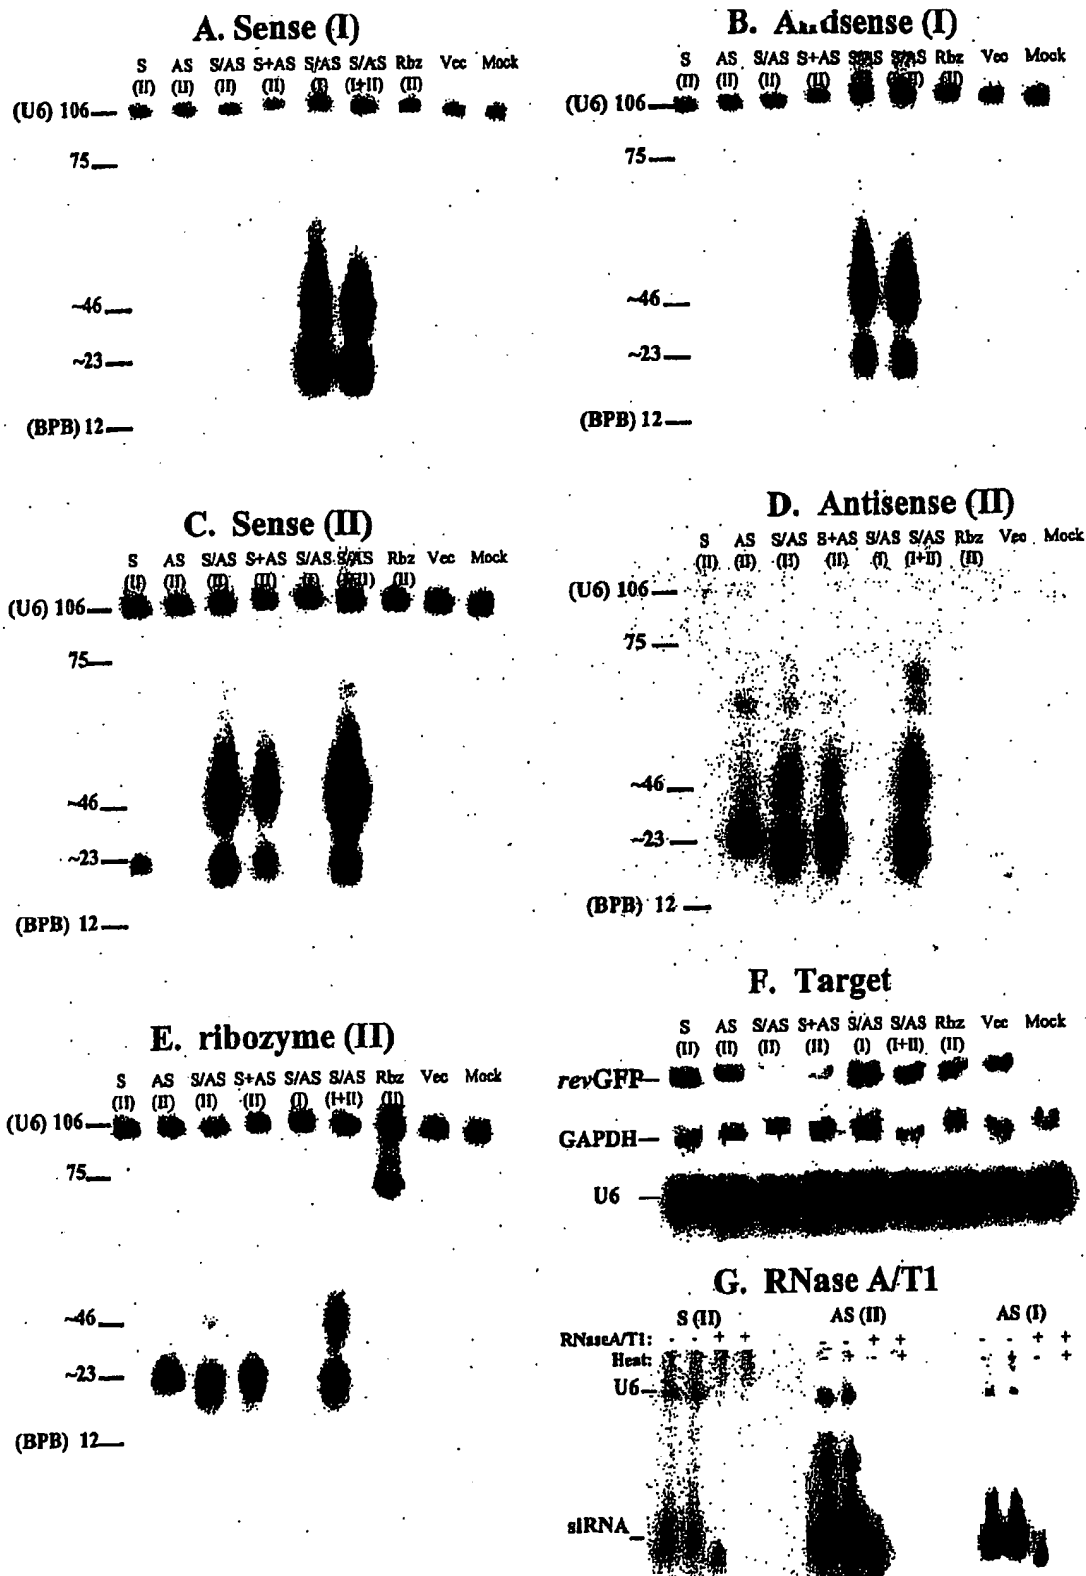 A. Sense (I)
S AS S/AS S+AS S/AS S/AS Rbz Vec Mock
(II) (II) (II) (II) (I) (I+II) (II)
(U6) 106
75
~46
~23
(BPB) 12
B. Antisense (I)
S AS S/AS S+AS S/AS S/AS Rbz Vec Mock
(II) (II) (II) (II) (II)
(U6) 106
75
~46
~23
(BPB) 12
C. Sense (II)
S AS S/AS S+AS S/AS S/AS Rbz Vec Mock
(II) (II) (II) (II) (I) (II)
(U6) 106
75
~46
~23
(BPB) 12
D. Antisense (II)
S AS S/AS S+AS S/AS S/AS Rbz Vec Mock
(II) (II) (II) (II) (I) (I+II) (II)
(U6) 106
75
~46
~23
(BPB) 12
E. ribozyme (II)
S AS S/AS S+AS S/AS S/AS Rbz Vec Mock
(II) (II) (II) (II) (I) (I+II) (II)
(U6) 106
75
~46
~23
(BPB) 12
F. Target
S AS S/AS S+AS S/AS S/AS Rbz Vec Mock
(II) (II) (II) (II) (I) (I+II) (II)
revGFP
GAPDH
U6
G. RNase A/T1
S (II) AS (II) AS (I)
RNaseA/T1: - - + + - - + + - - + +
Heat: - + - + - + - +
U6
siRNA